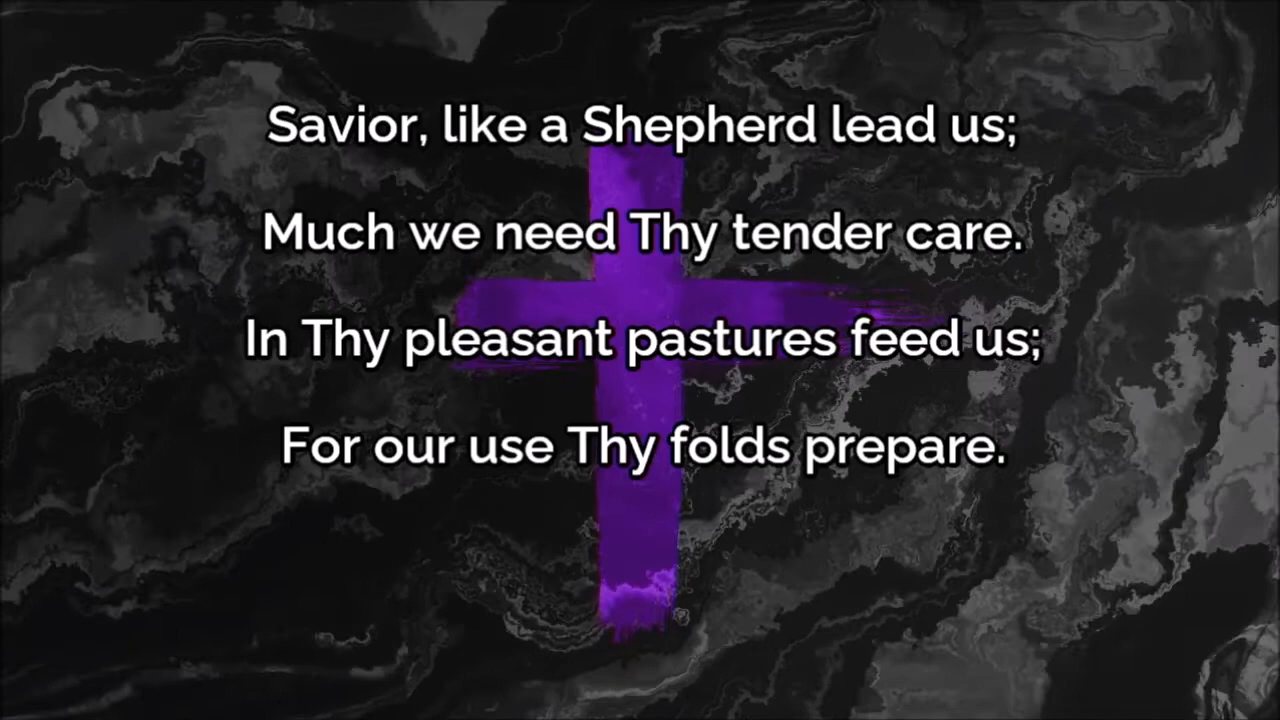 Savior, like a Shepherd lead us;
Much we need Thy tender care.
In Thy pleasant pastures feed us;
For our use Thy folds prepare.